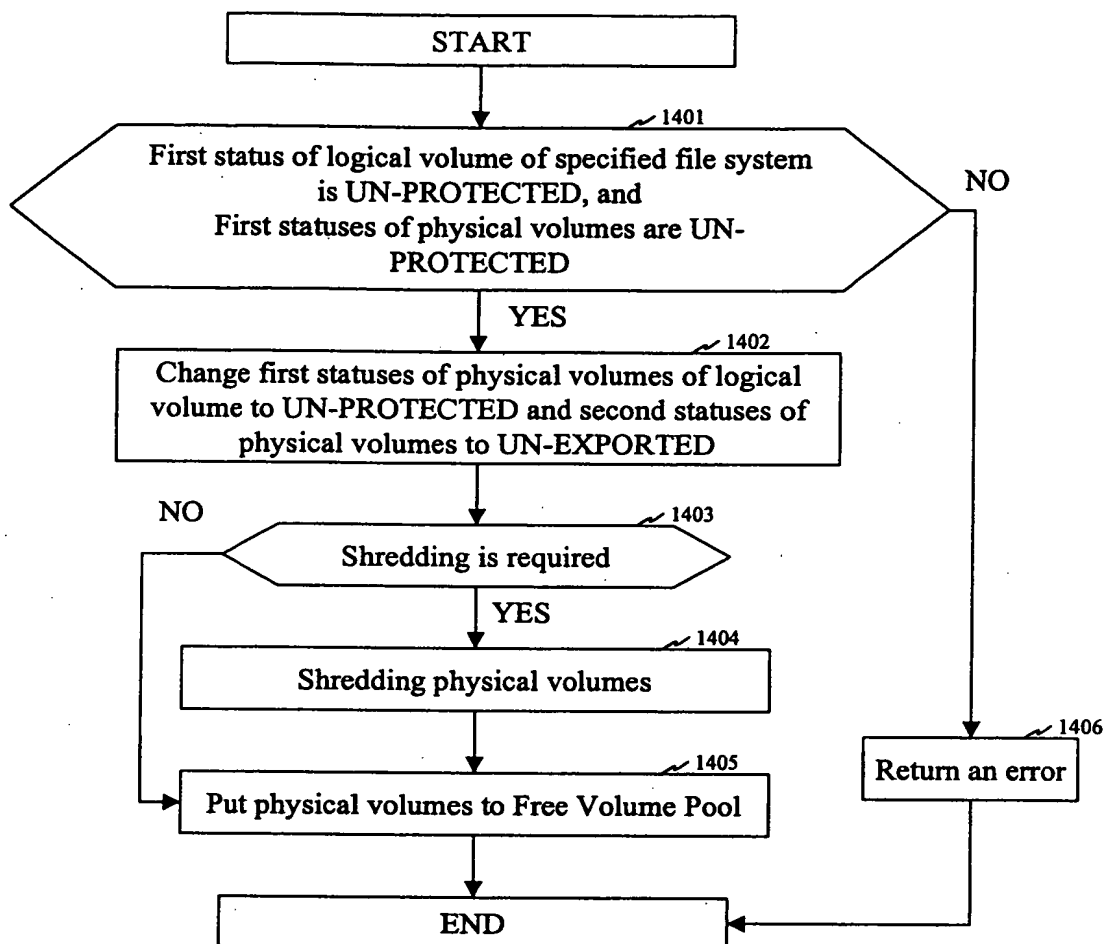 START
1401
First status of logical volume of specified file system
is UN-PROTECTED, and
First statuses of physical volumes are UN-
PROTECTED
NO
YES
1402
Change first statuses of physical volumes of logical
volume to UN-PROTECTED and second statuses of
physical volumes to UN-EXPORTED
NO
1403
Shredding is required
YES
1404
Shredding physical volumes
1405
Put physical volumes to Free Volume Pool
1406
Return an error
END